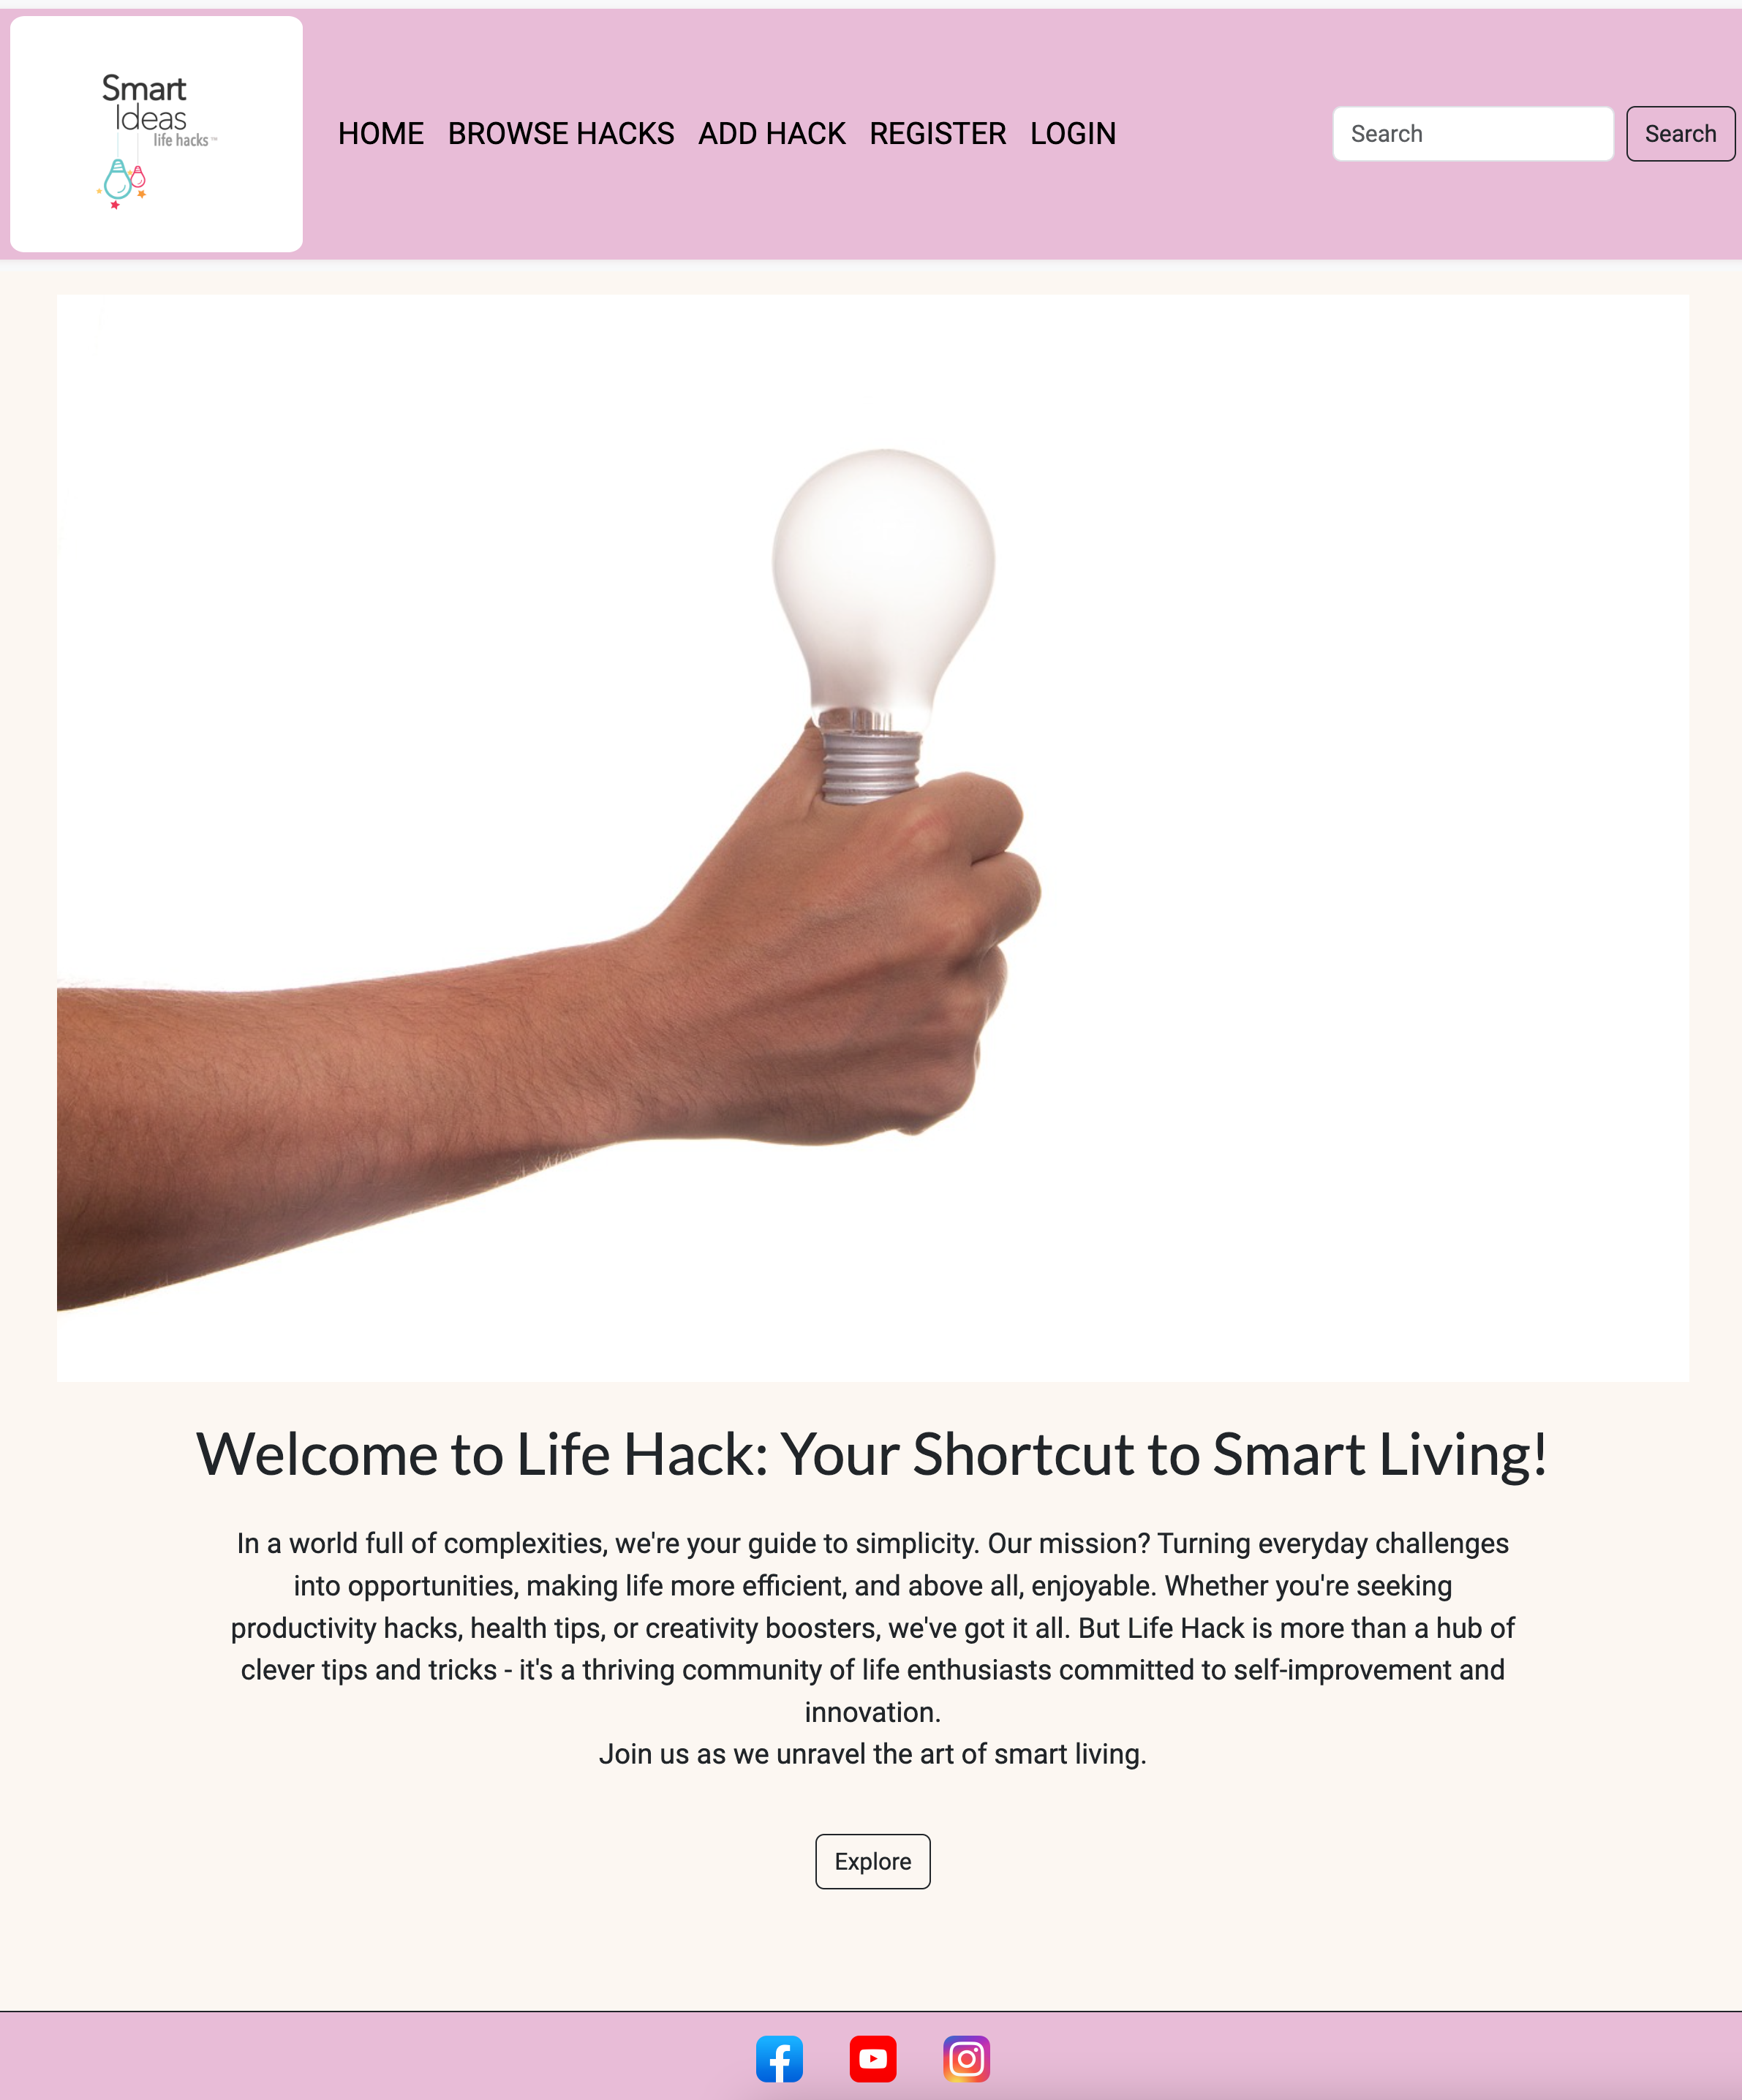 Smart
Ideas
life hacks™
HOME BROWSE HACKS ADD HACK REGISTER LOGIN
Search Search
Welcome to Life Hack: Your Shortcut to Smart Living!
In a world full of complexities, we're your guide to simplicity. Our mission? Turning everyday challenges
into opportunities, making life more efficient, and above all, enjoyable. Whether you're seeking
productivity hacks, health tips, or creativity boosters, we've got it all. But Life Hack is more than a hub of
clever tips and tricks - it's a thriving community of life enthusiasts committed to self-improvement and
innovation.
Join us as we unravel the art of smart living.
Explore